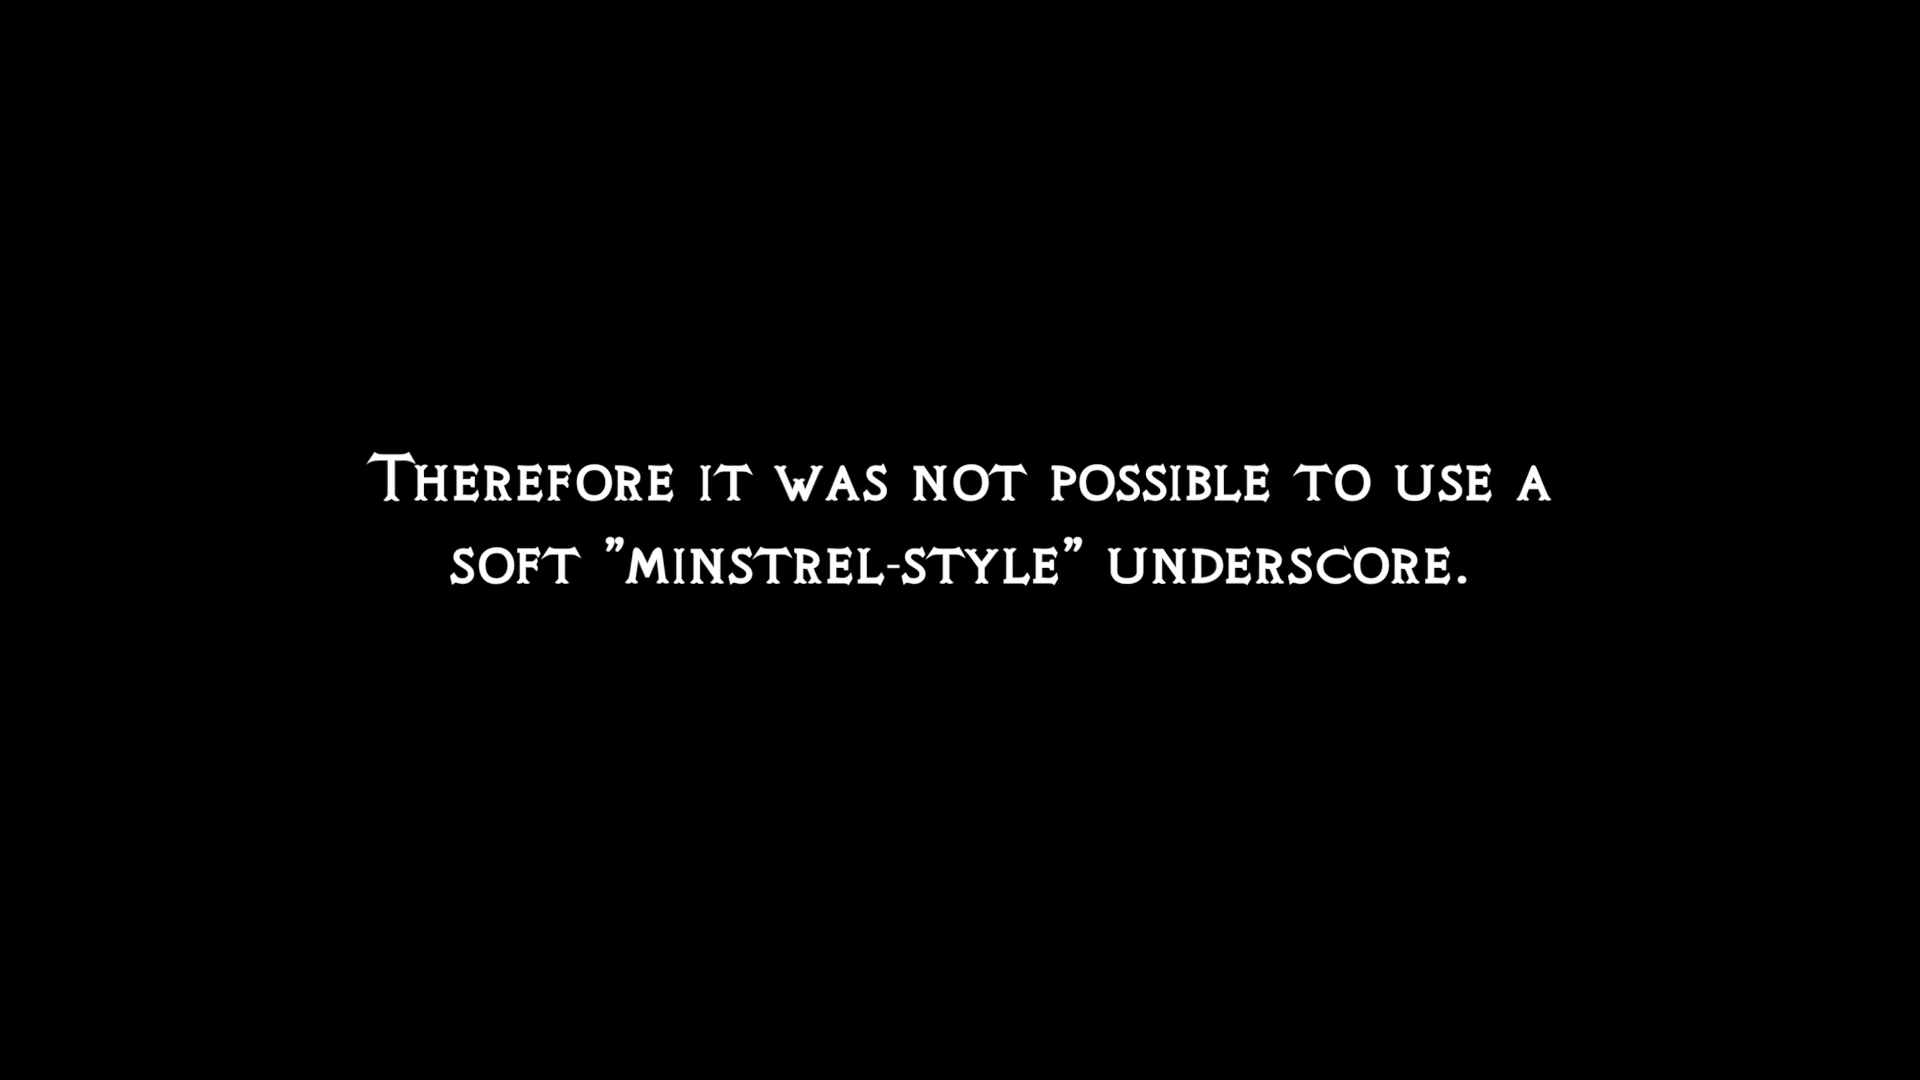 Therefore it was not possible to use a
soft ”minstrel-style” underscore.